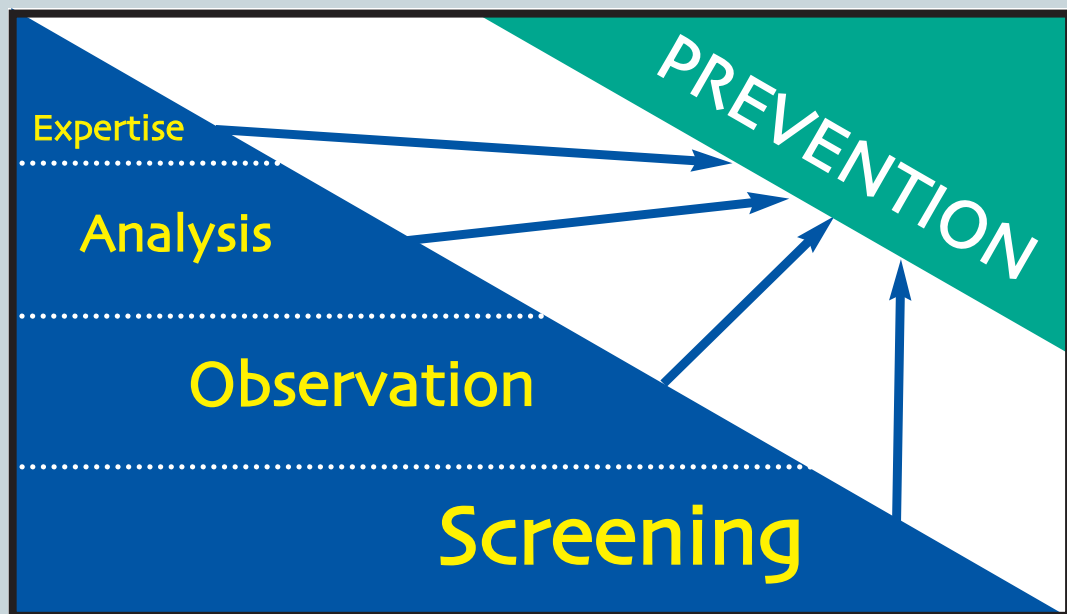 PREVENTION
Expertise
Analysis
Observation
Screening